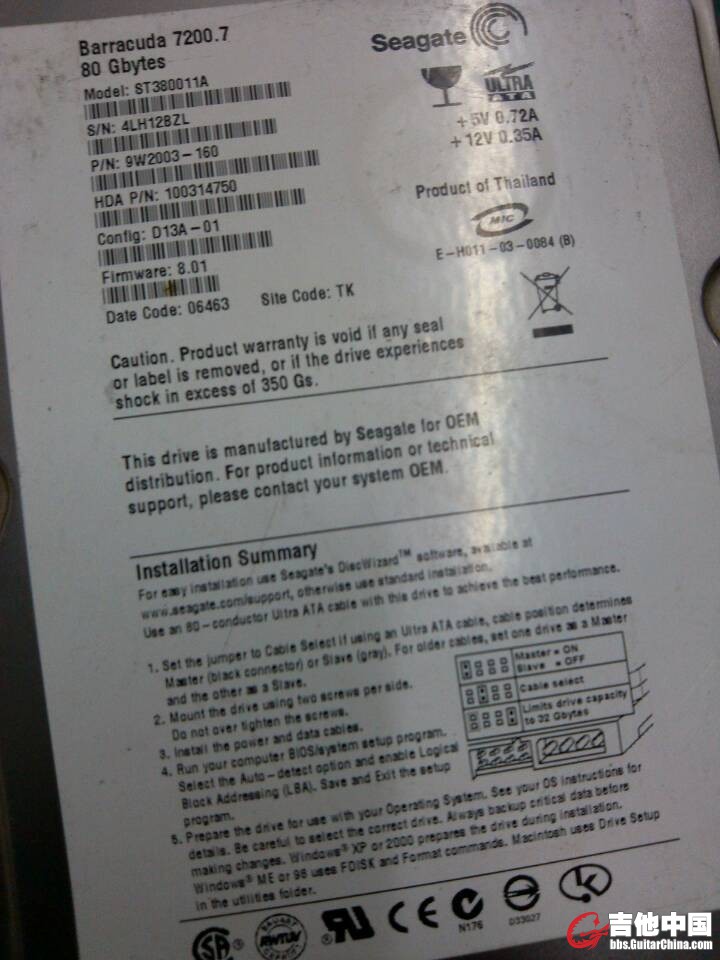 Barracuda 7200.7
80 Gbytes
Model: ST380011A
S/N: 4LH12BZL
P/N: 9W2003-160
HDA P/N: 100314750
Config: D13A-01
Firmware: 8.01
Date Code: 06463 Site Code: TK
Seagate
ULTRA
ATA
+5V 0.72A
+12V 0.35A
Product of Thailand
MIC
E-H011-03-0084 (B)
Caution. Product warranty is void if any seal
or label is removed, or if the drive experiences
shock in excess of 350 Gs.
This drive is manufactured by Seagate for OEM
distribution. For product information or technical
support, please contact your system OEM.
Installation Summary
For easy installation use Seagate's DiscWizard™ software, available at
www.seagate.com/support, otherwise use standard installation.
Use an 80-conductor Ultra ATA cable with this drive to achieve the best performance.
1. Set the jumper to Cable Select if using an Ultra ATA cable, cable position determines
Master (black connector) or Slave (gray). For older cables, set one drive as a Master
and the other as a Slave.
2. Mount the drive using two screws per side.
Do not over tighten the screws.
3. Install the power and data cables.
4. Run your computer BIOS/system setup program.
Select the Auto-detect option and enable Logical
Block Addressing (LBA). Save and Exit the setup
program.
Master = ON
Slave = OFF
Cable select
Limits drive capacity
to 32 Gbytes
5. Prepare the drive for use with your Operating System. See your OS instructions for
details. Be careful to select the correct drive. Always backup critical data before
making changes. Windows® XP or 2000 prepares the drive during installation.
Windows® ME or 98 uses FDISK and Format commands. Macintosh uses Drive Setup
in the utilities folder.
N176
D33027
吉他中国
bbs.GuitarChina.com